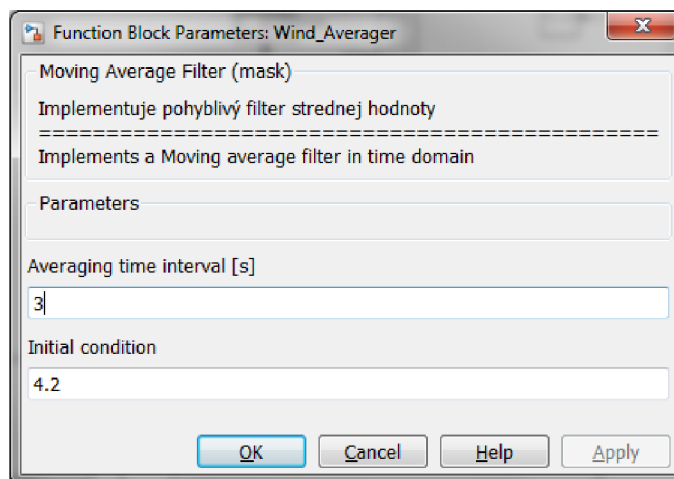 Function Block Parameters: Wind_Averager
Moving Average Filter (mask)
Implementuje pohyblivý filter strednej hodnoty
==============================================
Implements a Moving average filter in time domain
Parameters
Averaging time interval [s]
3
Initial condition
4.2
OK Cancel Help Apply